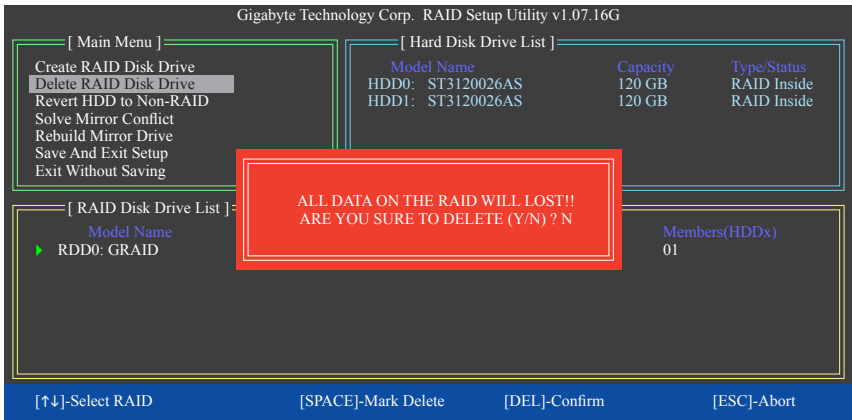 Gigabyte Technology Corp. RAID Setup Utility v1.07.16G
[ Main Menu ]
Create RAID Disk Drive
Delete RAID Disk Drive
Revert HDD to Non-RAID
Solve Mirror Conflict
Rebuild Mirror Drive
Save And Exit Setup
Exit Without Saving
[ Hard Disk Drive List ]
Model Name Capacity Type/Status
HDD0: ST3120026AS 120 GB RAID Inside
HDD1: ST3120026AS 120 GB RAID Inside
ALL DATA ON THE RAID WILL LOST!!
ARE YOU SURE TO DELETE (Y/N) ? N
[ RAID Disk Drive List ]
Model Name Members(HDDx)
RDD0: GRAID 01
[↑↓]-Select RAID [SPACE]-Mark Delete [DEL]-Confirm [ESC]-Abort